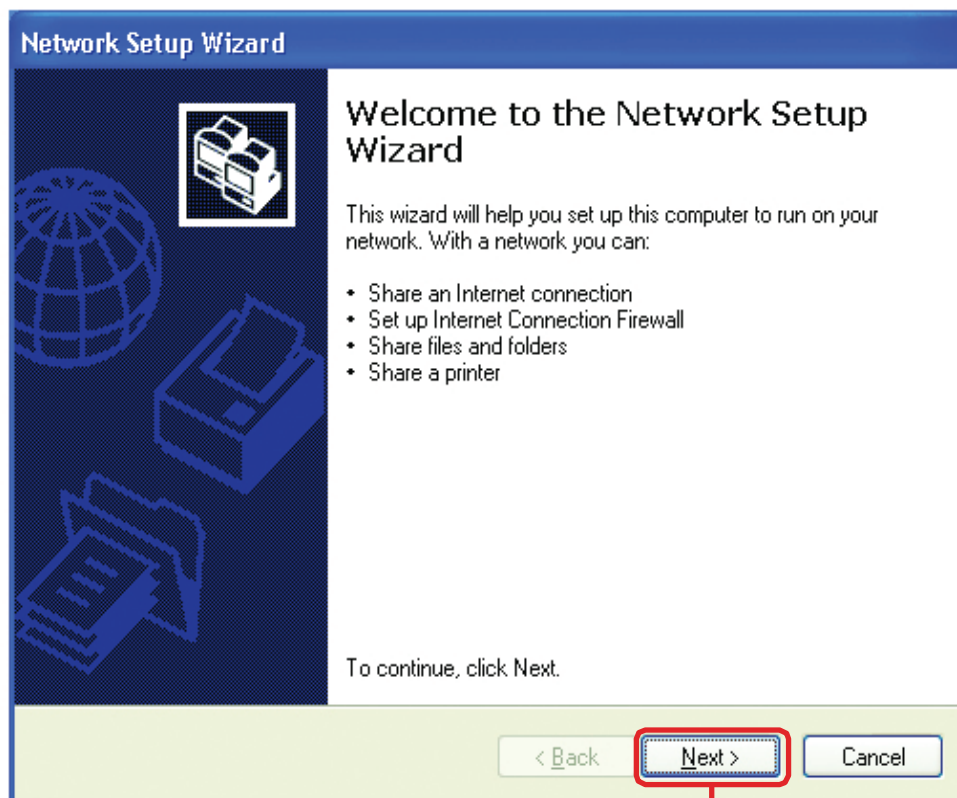 Network Setup Wizard
Welcome to the Network Setup
Wizard
This wizard will help you set up this computer to run on your
network. With a network you can:
• Share an Internet connection
• Set up Internet Connection Firewall
• Share files and folders
• Share a printer
To continue, click Next.
< Back
Next >
Cancel